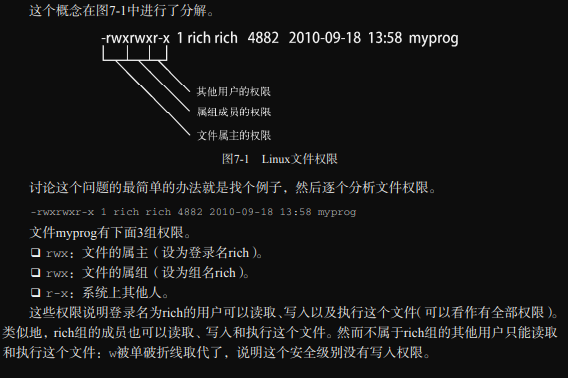 这个概念在图7-1中进行了分解。
-rwxrwxr-x 1 rich rich 4882 2010-09-18 13:58 myprog
其他用户的权限
属组成员的权限
文件属主的权限
图7-1 Linux文件权限
讨论这个问题的最简单的办法就是找个例子，然后逐个分析文件权限。
-rwxrwxr-x 1 rich rich 4882 2010-09-18 13:58 myprog
文件myprog有下面3组权限。
❑ rwx：文件的属主（设为登录名rich）。
❑ rwx：文件的属组（设为组名rich）。
❑ r-x：系统上其他人。
这些权限说明登录名为rich的用户可以读取、写入以及执行这个文件（可以看作有全部权限）。
类似地，rich组的成员也可以读取、写入和执行这个文件。然而不属于rich组的其他用户只能读取
和执行这个文件：w被单破折线取代了，说明这个安全级别没有写入权限。